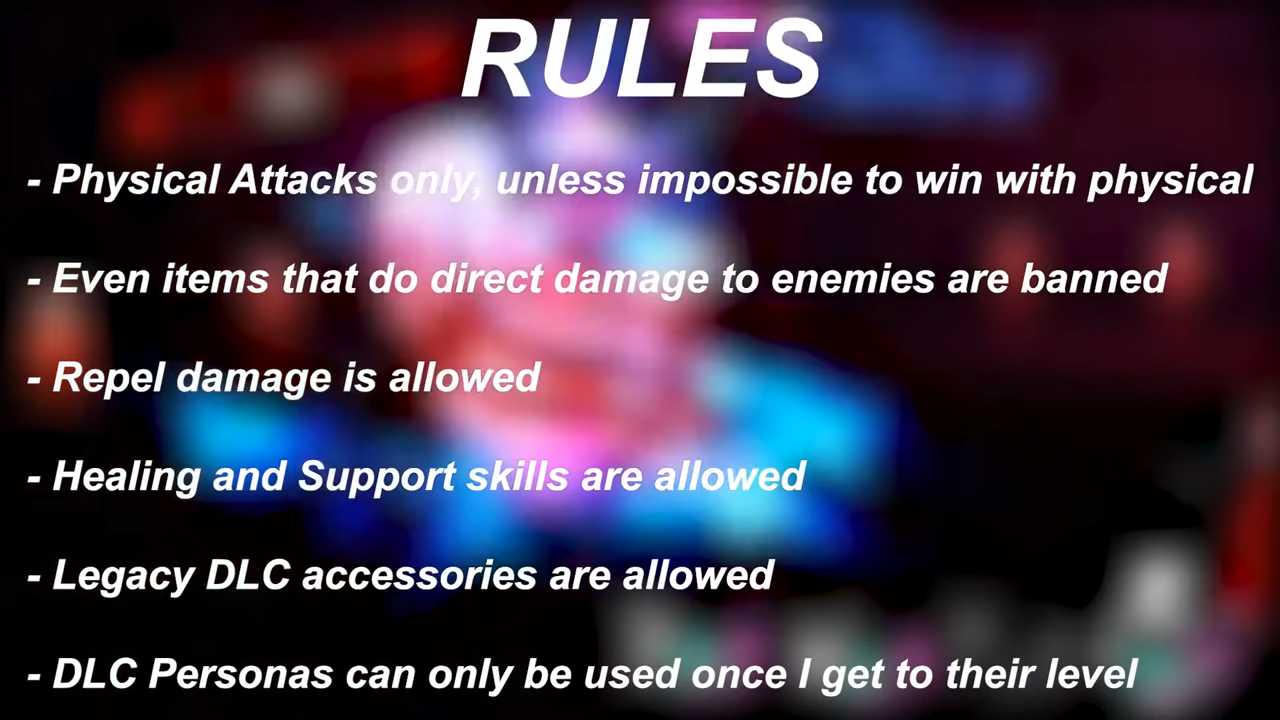 RULES
- Physical Attacks only, unless impossible to win with physical
- Even items that do direct damage to enemies are banned
- Repel damage is allowed
- Healing and Support skills are allowed
- Legacy DLC accessories are allowed
- DLC Personas can only be used once I get to their level